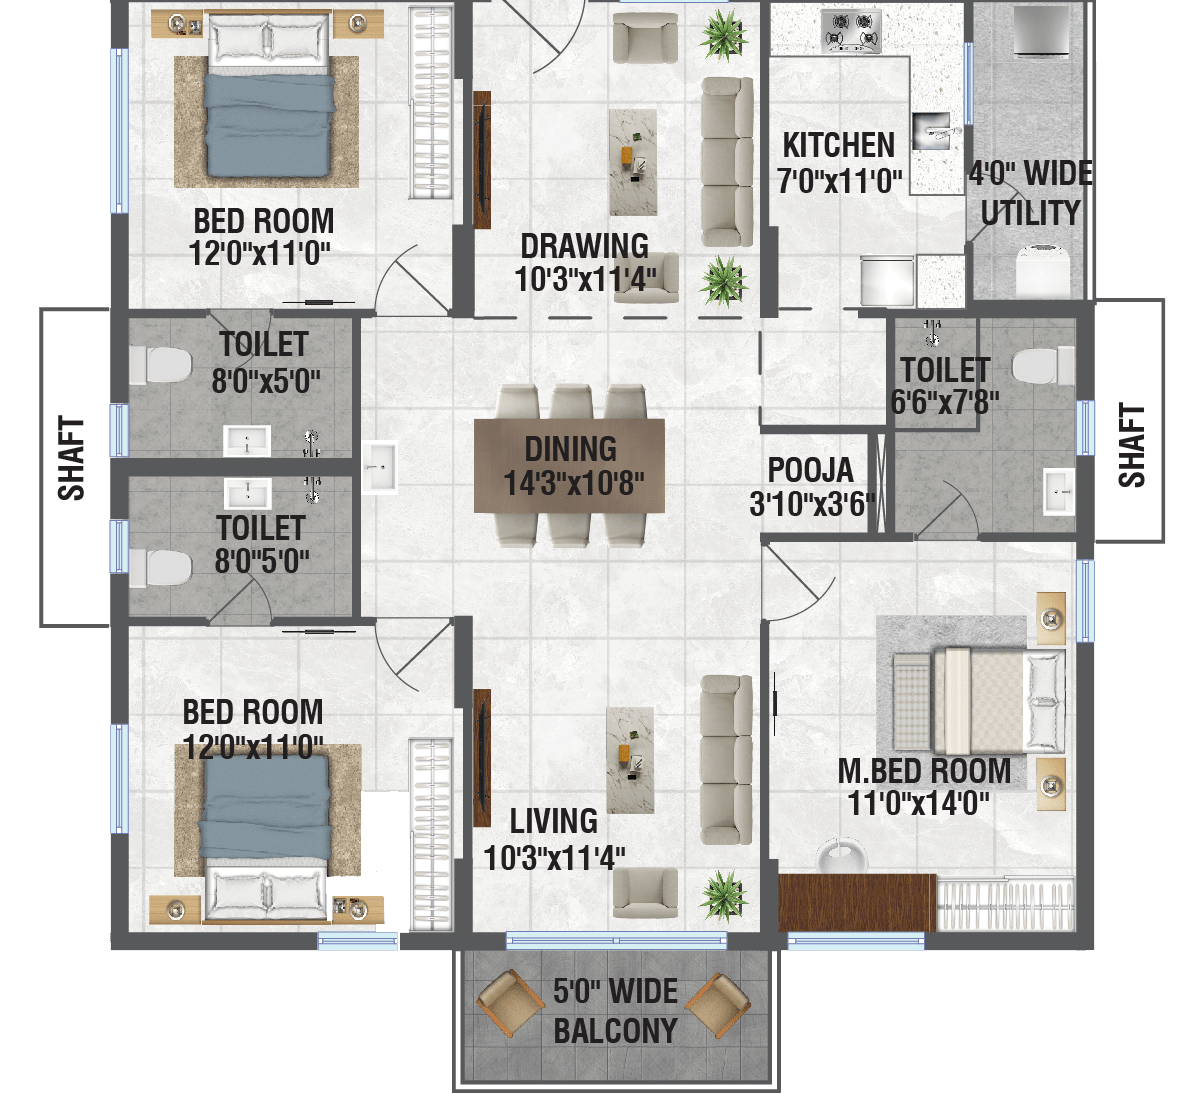 KITCHEN
7'0"x11'0"
4'0" WIDE
UTILITY
BED ROOM
12'0"x11'0"
DRAWING
10'3"x11'4"
TOILET
8'0"x5'0"
TOILET
6'6"x7'8"
SHAFT
DINING
14'3"x10'8"
POOJA
3'10"x3'6"
SHAFT
TOILET
8'0"5'0"
BED ROOM
12'0"x11'0"
M.BED ROOM
11'0"x14'0"
LIVING
10'3"x11'4"
5'0" WIDE
BALCONY